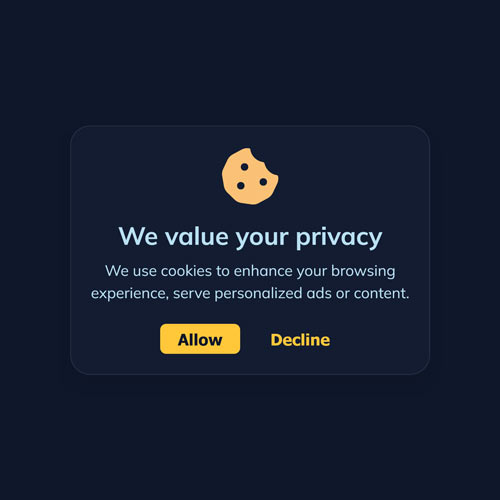 We value your privacy
We use cookies to enhance your browsing
experience, serve personalized ads or content.
Allow Decline